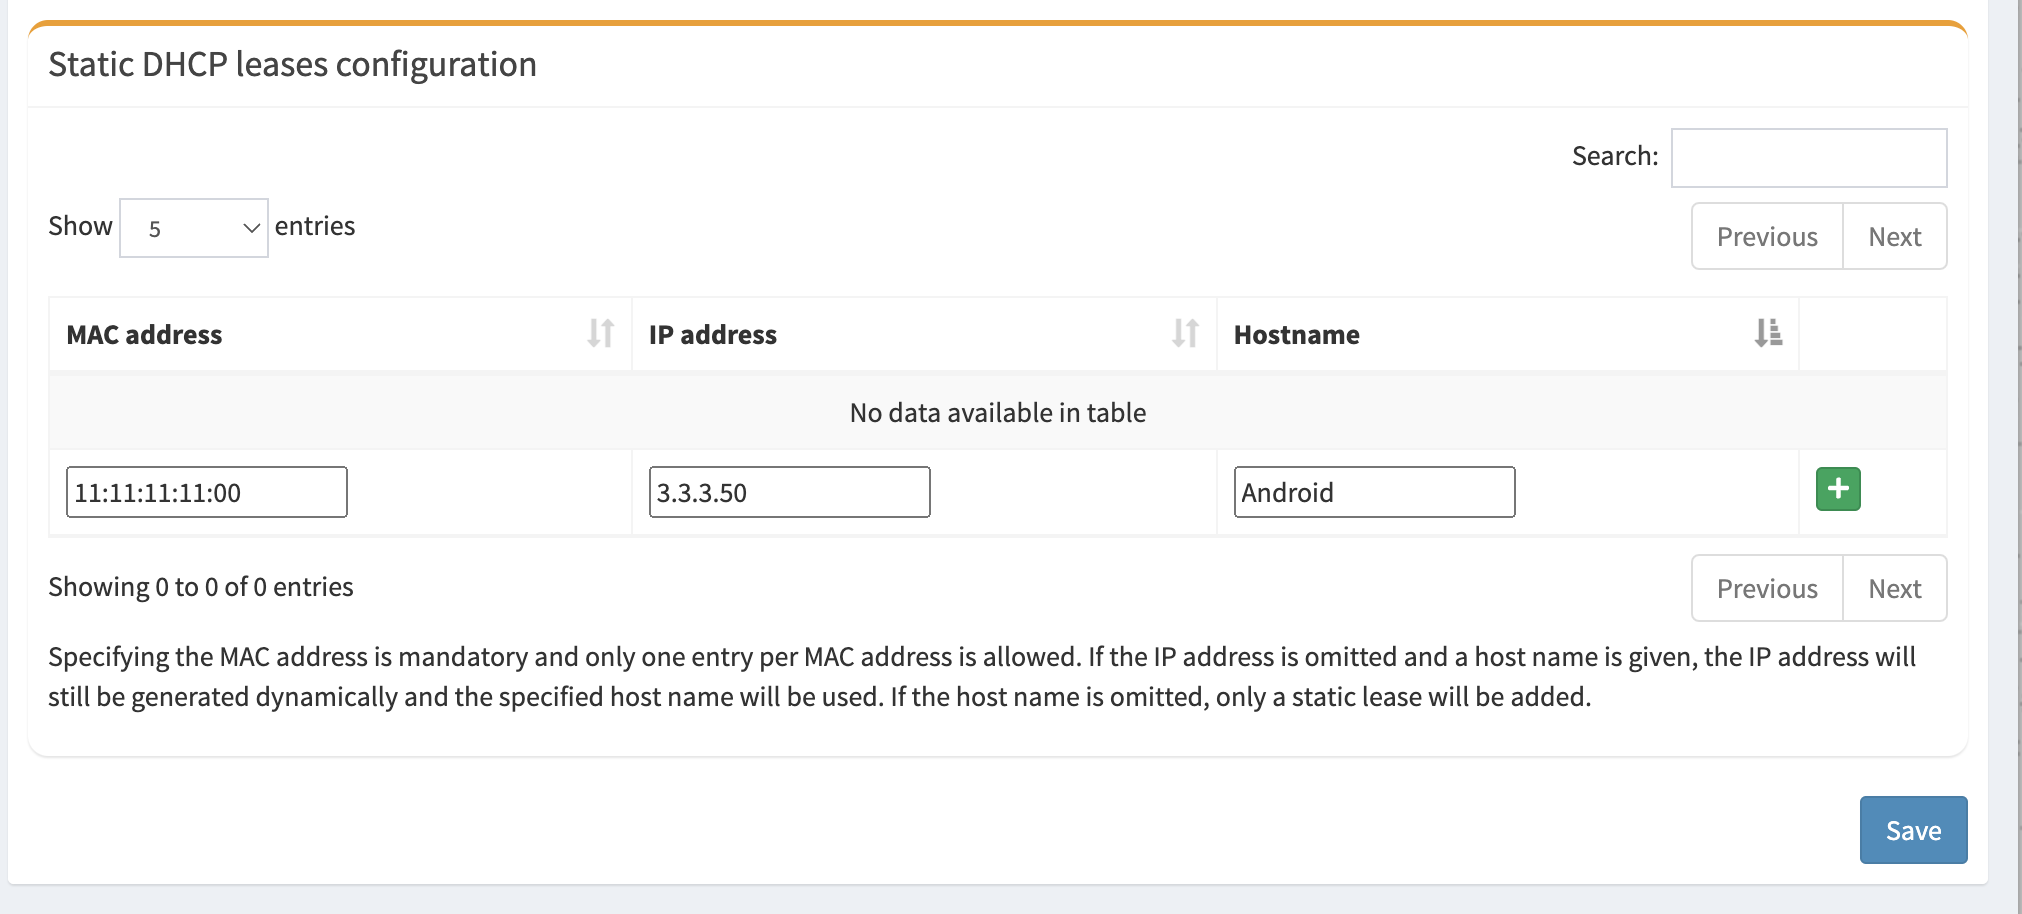 Static DHCP leases configuration
Search:
Show 5 entries
Previous Next
MAC address IP address Hostname
No data available in table
11:11:11:11:00 3.3.3.50 Android
Showing 0 to 0 of 0 entries
Previous Next
Specifying the MAC address is mandatory and only one entry per MAC address is allowed. If the IP address is omitted and a host name is given, the IP address will
still be generated dynamically and the specified host name will be used. If the host name is omitted, only a static lease will be added.
Save